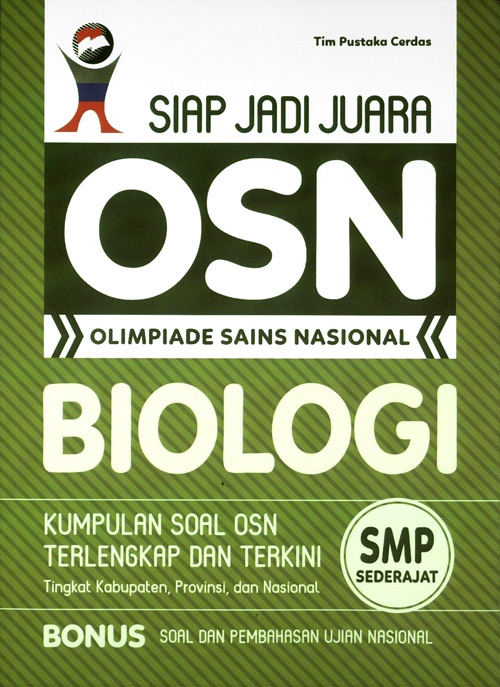 Tim Pustaka Cerdas
SIAP JADI JUARA
OSN
OLIMPIADE SAINS NASIONAL
BIOLOGI
KUMPULAN SOAL OSN
TERLENGKAP DAN TERKINI
Tingkat Kabupaten, Provinsi, dan Nasional
SMP
SEDERAJAT
BONUS SOAL DAN PEMBAHASAN UJIAN NASIONAL